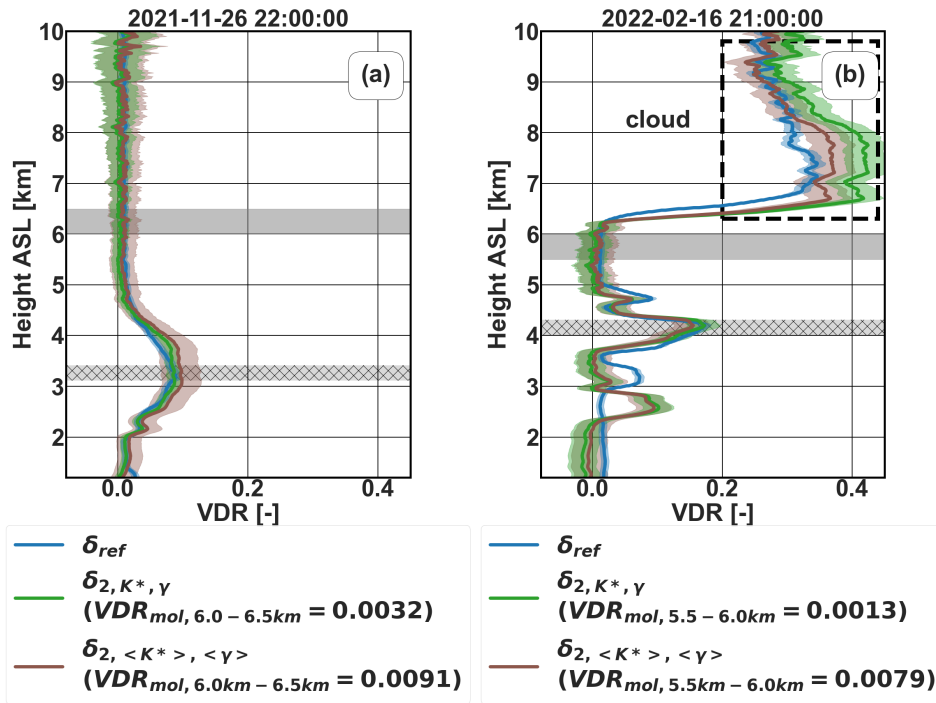 2021-11-26 22:00:00
(a)
10
9
8
7
6
5
4
3
2
Height ASL [km]
0.0 0.2 0.4
VDR [-]
δref
δ2, K*, γ
(VDRmol, 6.0 − 6.5km = 0.0032)
δ2, <K*>, <γ>
(VDRmol, 6.0km − 6.5km = 0.0091)
2022-02-16 21:00:00
(b)
cloud
10
9
8
7
6
5
4
3
2
Height ASL [km]
0.0 0.2 0.4
VDR [-]
δref
δ2, K*, γ
(VDRmol, 5.5 − 6.0km = 0.0013)
δ2, <K*>, <γ>
(VDRmol, 5.5km − 6.0km = 0.0079)